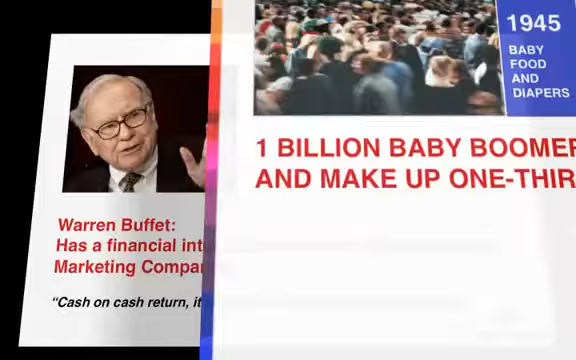 Warren Buffet:
Has a financial int
Marketing Compa
“Cash on cash return, it
1945
BABY
FOOD
AND
DIAPERS
1 BILLION BABY BOOMER
AND MAKE UP ONE-THIR